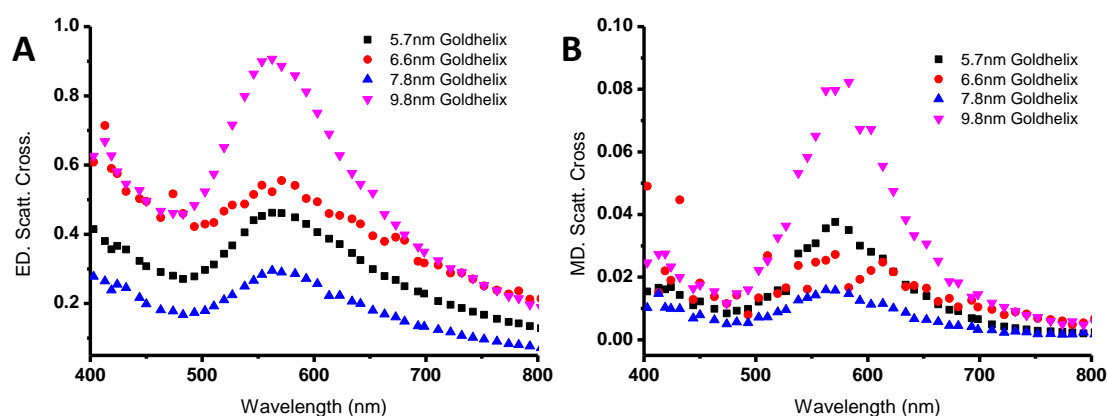 A
ED. Scatt. Cross.
1.0
0.8
0.6
0.4
0.2
5.7nm Goldhelix
6.6nm Goldhelix
7.8nm Goldhelix
9.8nm Goldhelix
400 500 600 700 800
Wavelength (nm)
B
MD. Scatt. Cross
0.10
0.08
0.06
0.04
0.02
0.00
5.7nm Goldhelix
6.6nm Goldhelix
7.8nm Goldhelix
9.8nm Goldhelix
400 500 600 700 800
Wavelength (nm)